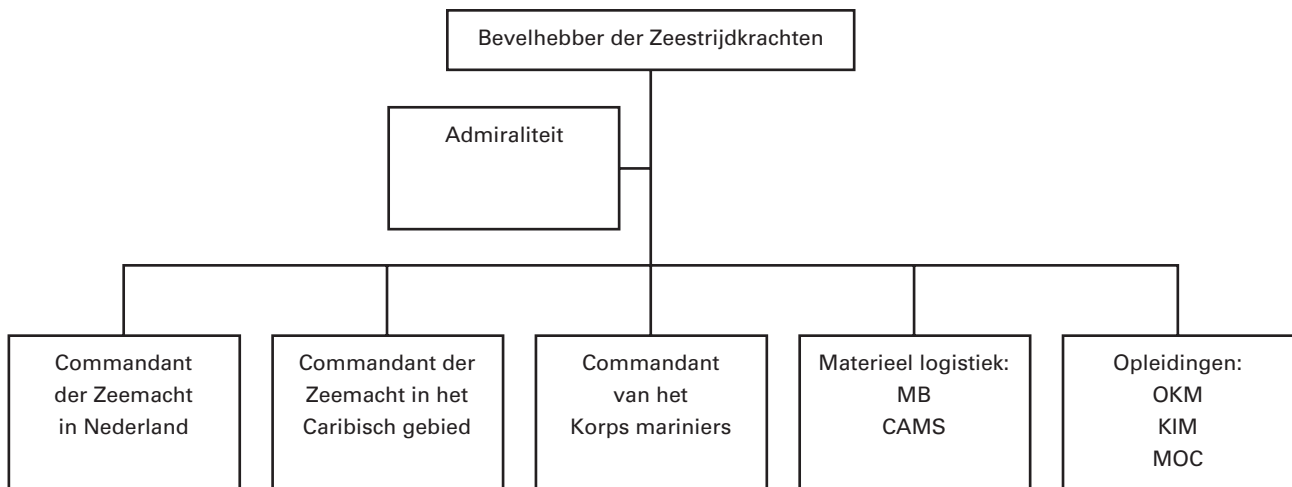 Bevelhebber der Zeestrijdkrachten
Admiraliteit
Commandant
der Zeemacht
in Nederland
Commandant der
Zeemacht in het
Caribisch gebied
Commandant
van het
Korps mariniers
Materieel logistiek:
MB
CAMS
Opleidingen:
OKM
KIM
MOC